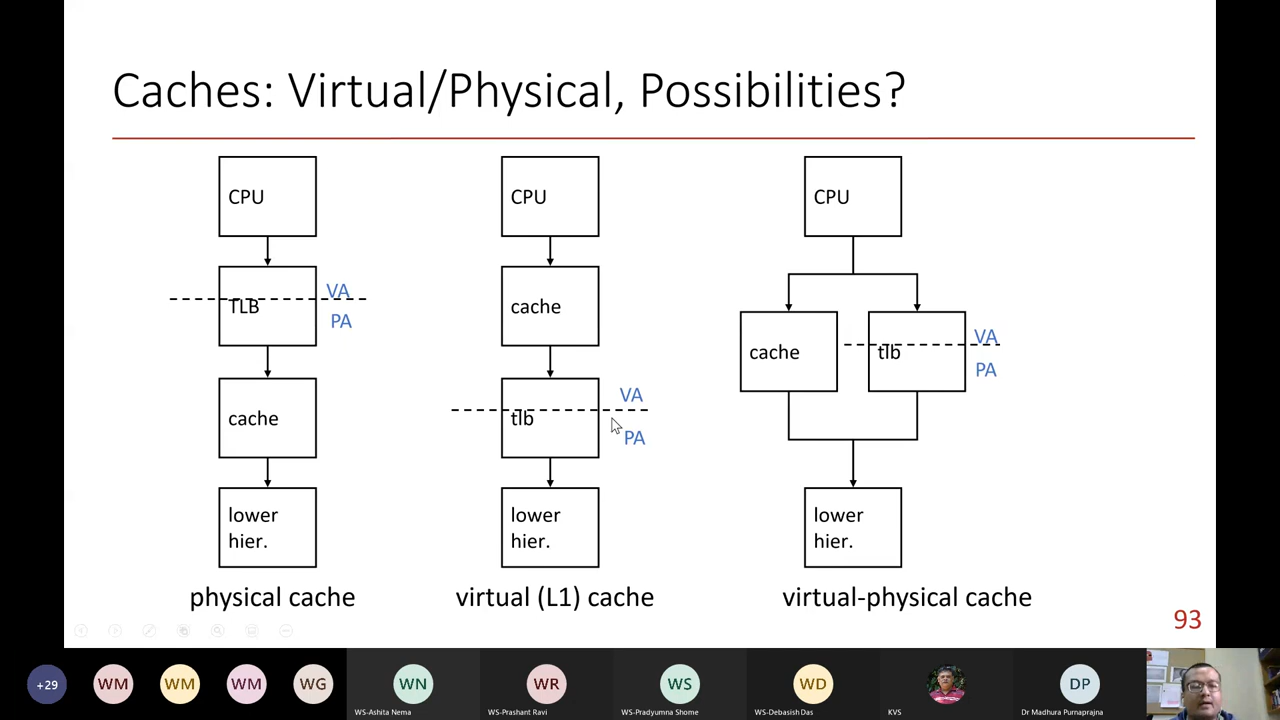 Caches: Virtual/Physical, Possibilities?
CPU
TLB
VA
PA
cache
lower
hier.
physical cache
CPU
cache
tlb
VA
PA
lower
hier.
virtual (L1) cache
CPU
cache
tlb
VA
PA
lower
hier.
virtual-physical cache
93
+29
WM
WM
WM
WG
WN
WS-Ashita Nema
WR
WS-Prashant Ravi
WS
WS-Pradyumna Shome
WD
WS-Debasish Das
KVS
DP
Dr Madhura Purnaprajna